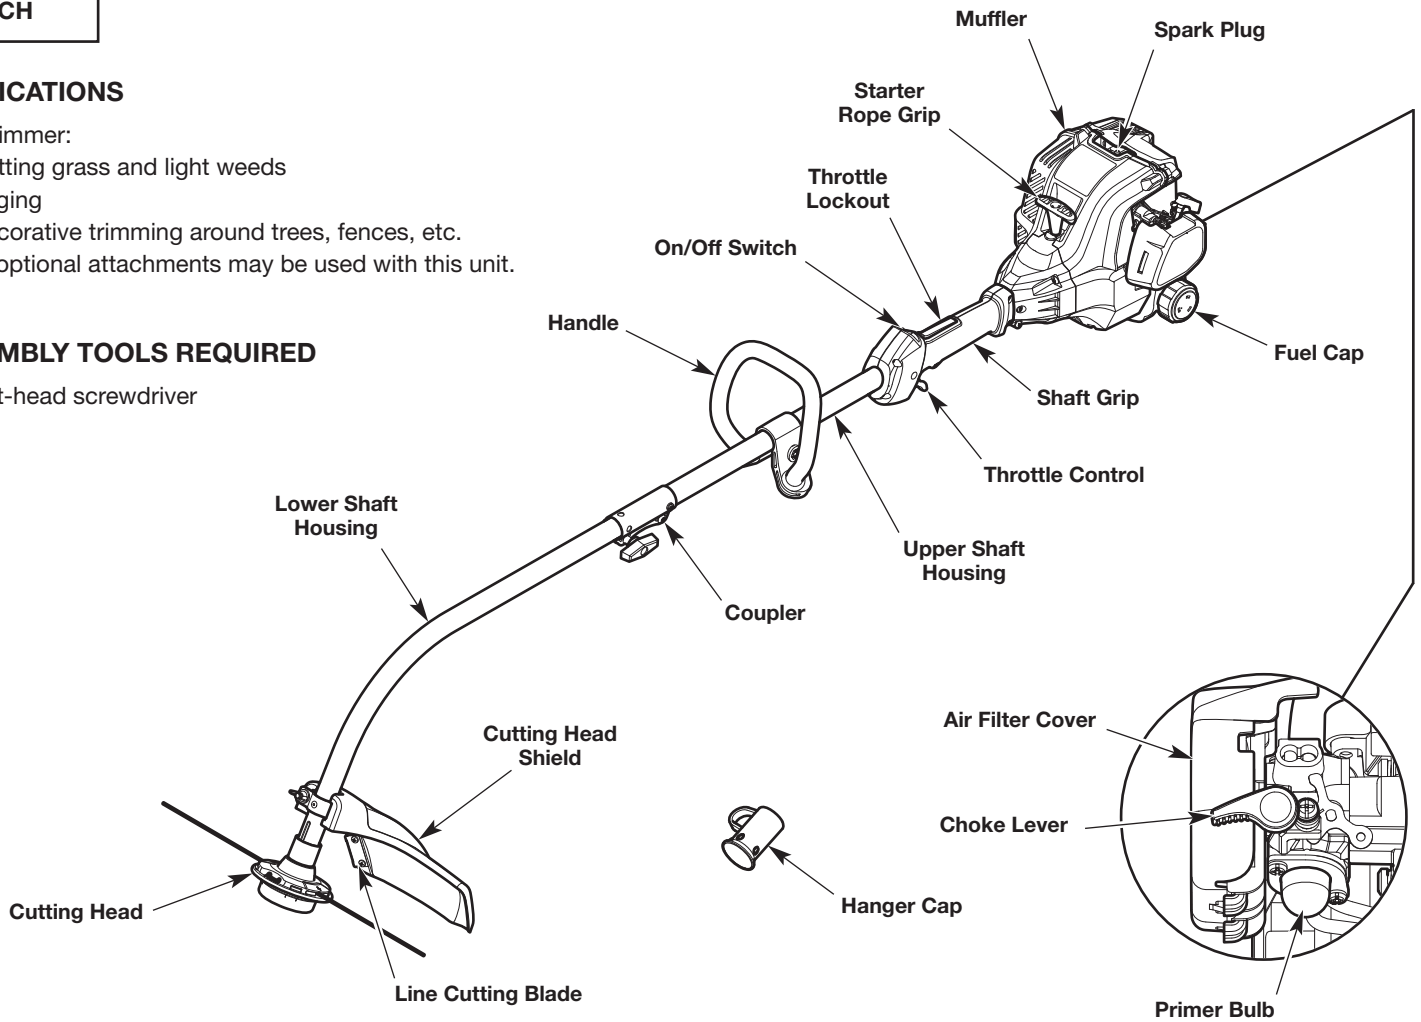 CH
ICATIONS
immer:
tting grass and light weeds
ging
corative trimming around trees, fences, etc.
optional attachments may be used with this unit.
MBLY TOOLS REQUIRED
t-head screwdriver
Muffler
Spark Plug
Starter
Rope Grip
Throttle
Lockout
On/Off Switch
Handle
Fuel Cap
Shaft Grip
Throttle Control
Lower Shaft
Housing
Upper Shaft
Housing
Coupler
Air Filter Cover
Cutting Head
Shield
Choke Lever
Hanger Cap
Cutting Head
Line Cutting Blade
Primer Bulb